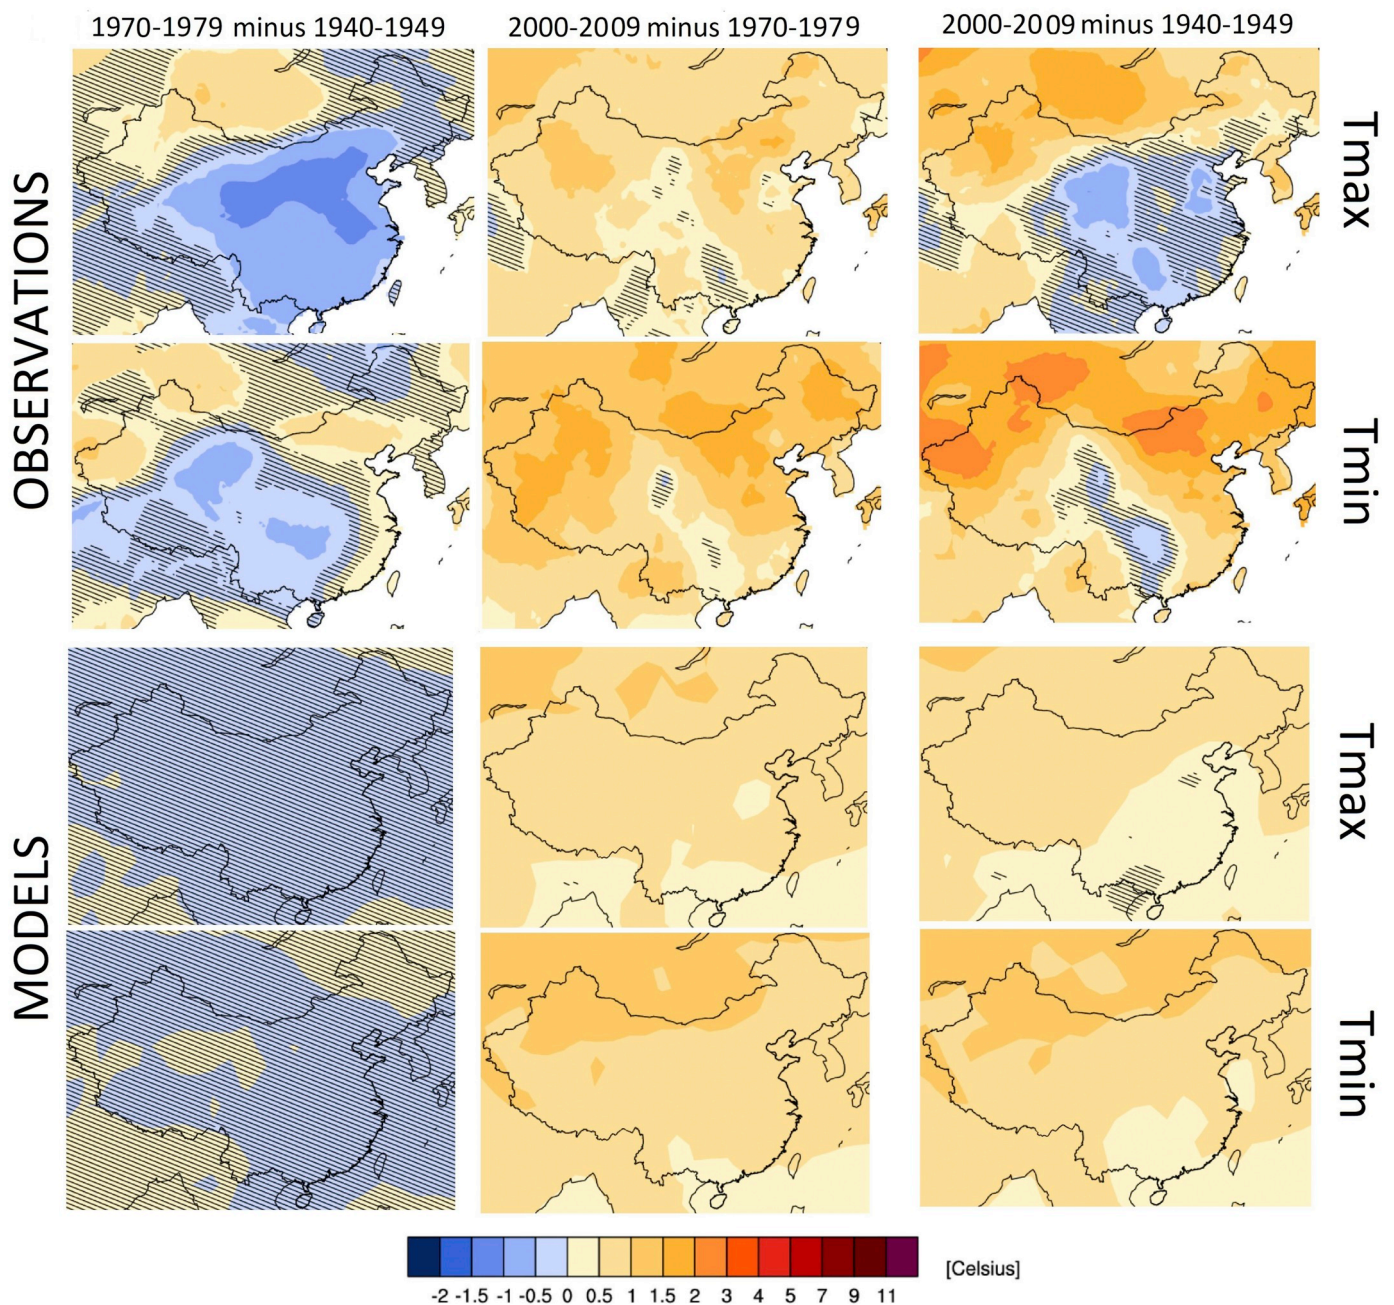 1970-1979 minus 1940-1949
2000-2009 minus 1970-1979
2000-2009 minus 1940-1949
OBSERVATIONS
Tmax
Tmin
MODELS
Tmax
Tmin
-2 -1.5 -1 -0.5 0 0.5 1 1.5 2 3 4 5 7 9 11
[Celsius]